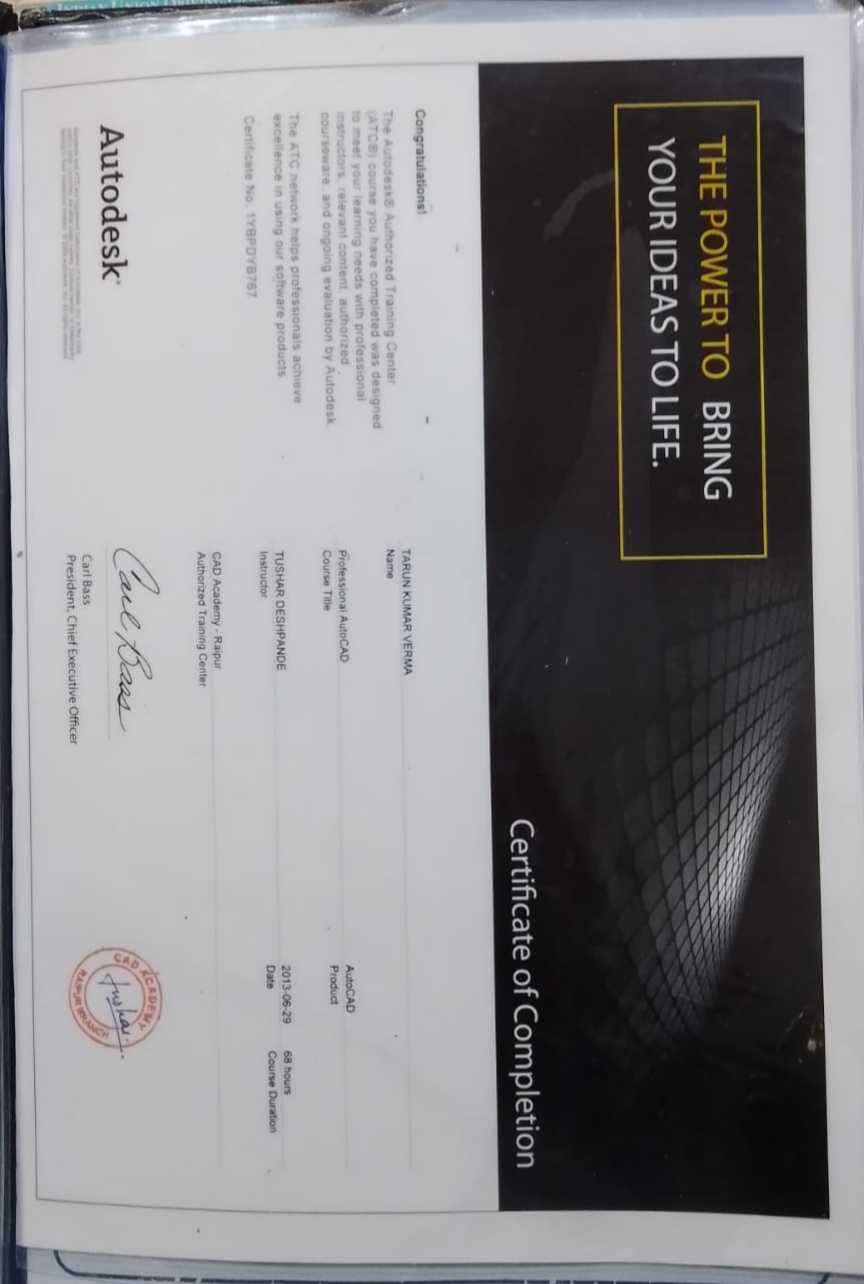 THE POWER TO BRING
YOUR IDEAS TO LIFE.
Certificate of Completion
Congratulations!
The Autodesk® Authorized Training Center
(ATC®) course you have completed was designed
to meet your learning needs with professional
instructors, relevant content, authorized
courseware, and ongoing evaluation by Autodesk.
The ATC network helps professionals achieve
excellence in using our software products.
Certificate No. 1YBPDYB767
TARUN KUMAR VERMA
Name
Professional AutoCAD
Course Title
AutoCAD
Product
TUSHAR DESHPANDE
Instructor
2013-06-29
Date
68 hours
Course Duration
CAD Academy - Raipur
Authorized Training Center
Carl Bass
Carl Bass
President, Chief Executive Officer
Autodesk®
CAD ACADEMY
RAIPUR BRANCH
Tushar